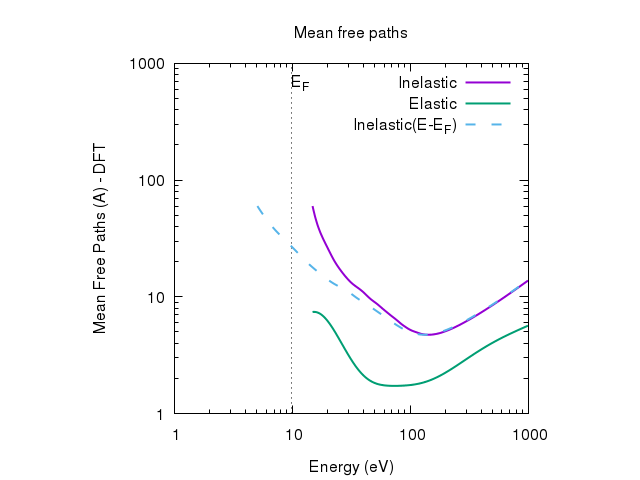 Mean free paths
1000
100
10
1
Mean Free Paths (A) - DFT
E_F
Inelastic
Elastic
Inelastic(E-E_F)
1 10 100 1000
Energy (eV)